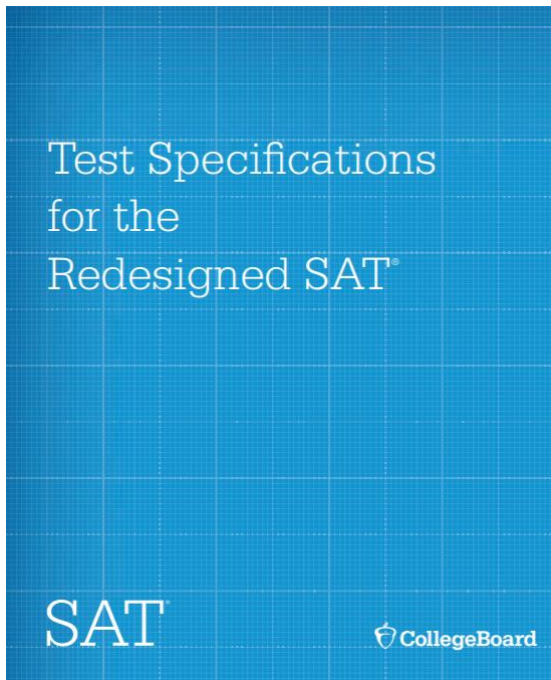 Test Specifications
for the
Redesigned SAT®
SAT®
CollegeBoard